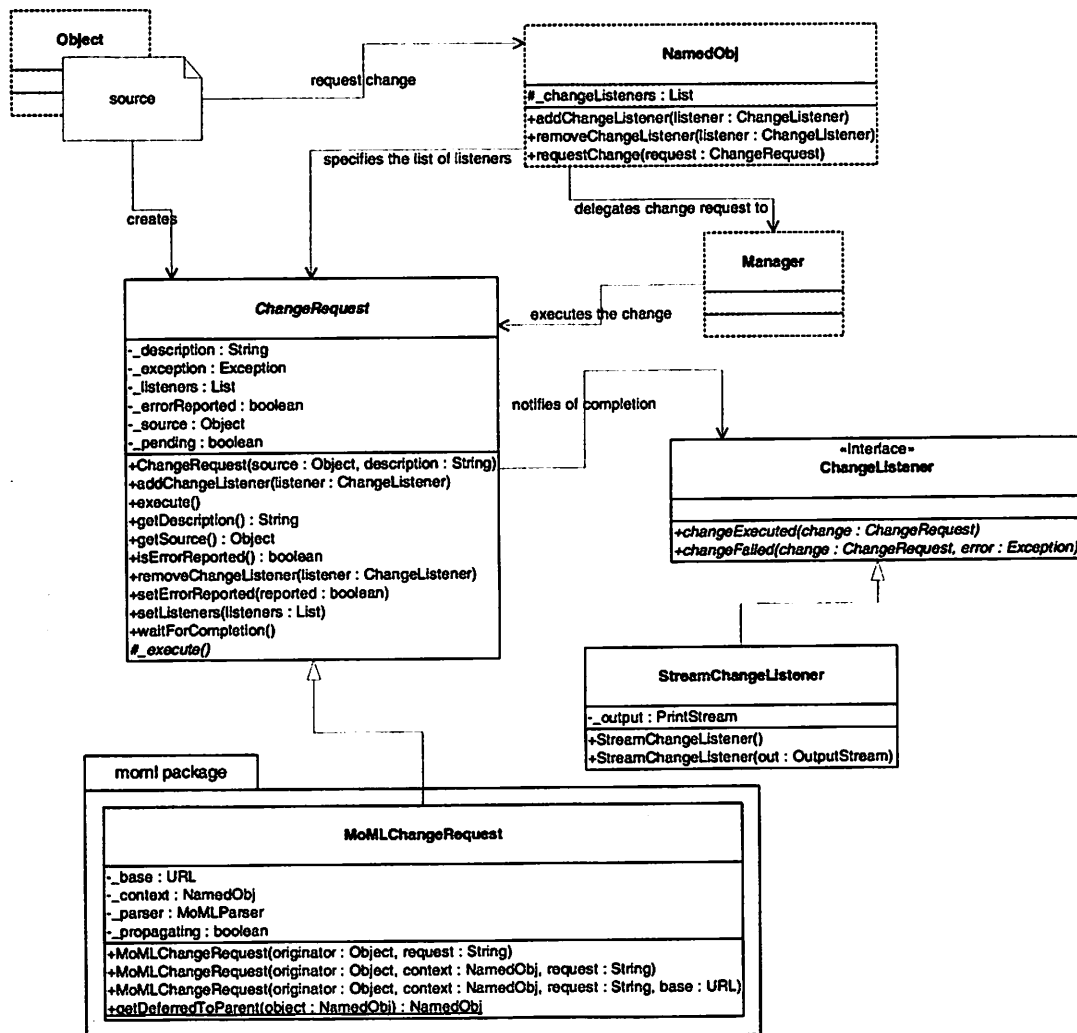 Object
source
request change
NamedObj
#_changeListeners : List
+addChangeListener(listener : ChangeListener)
+removeChangeListener(listener : ChangeListener)
+requestChange(request : ChangeRequest)
specifies the list of listeners
creates
delegates change request to
Manager
executes the change
ChangeRequest
-_description : String
-_exception : Exception
-_listeners : List
-_errorReported : boolean
-_source : Object
-_pending : boolean
+ChangeRequest(source : Object, description : String)
+addChangeListener(listener : ChangeListener)
+execute()
+getDescription() : String
+getSource() : Object
+isErrorReported() : boolean
+removeChangeListener(listener : ChangeListener)
+setErrorReported(reported : boolean)
+setListeners(listeners : List)
+waitForCompletion()
#_execute()
notifies of completion
«Interface»
ChangeListener
+changeExecuted(change : ChangeRequest)
+changeFailed(change : ChangeRequest, error : Exception)
StreamChangeListener
-_output : PrintStream
+StreamChangeListener()
+StreamChangeListener(out : OutputStream)
moml package
MoMLChangeRequest
-_base : URL
-_context : NamedObj
-_parser : MoMLParser
-_propagating : boolean
+MoMLChangeRequest(originator : Object, request : String)
+MoMLChangeRequest(originator : Object, context : NamedObj, request : String)
+MoMLChangeRequest(originator : Object, context : NamedObj, request : String, base : URL)
+getDeferredToParent(object : NamedObj) : NamedObj